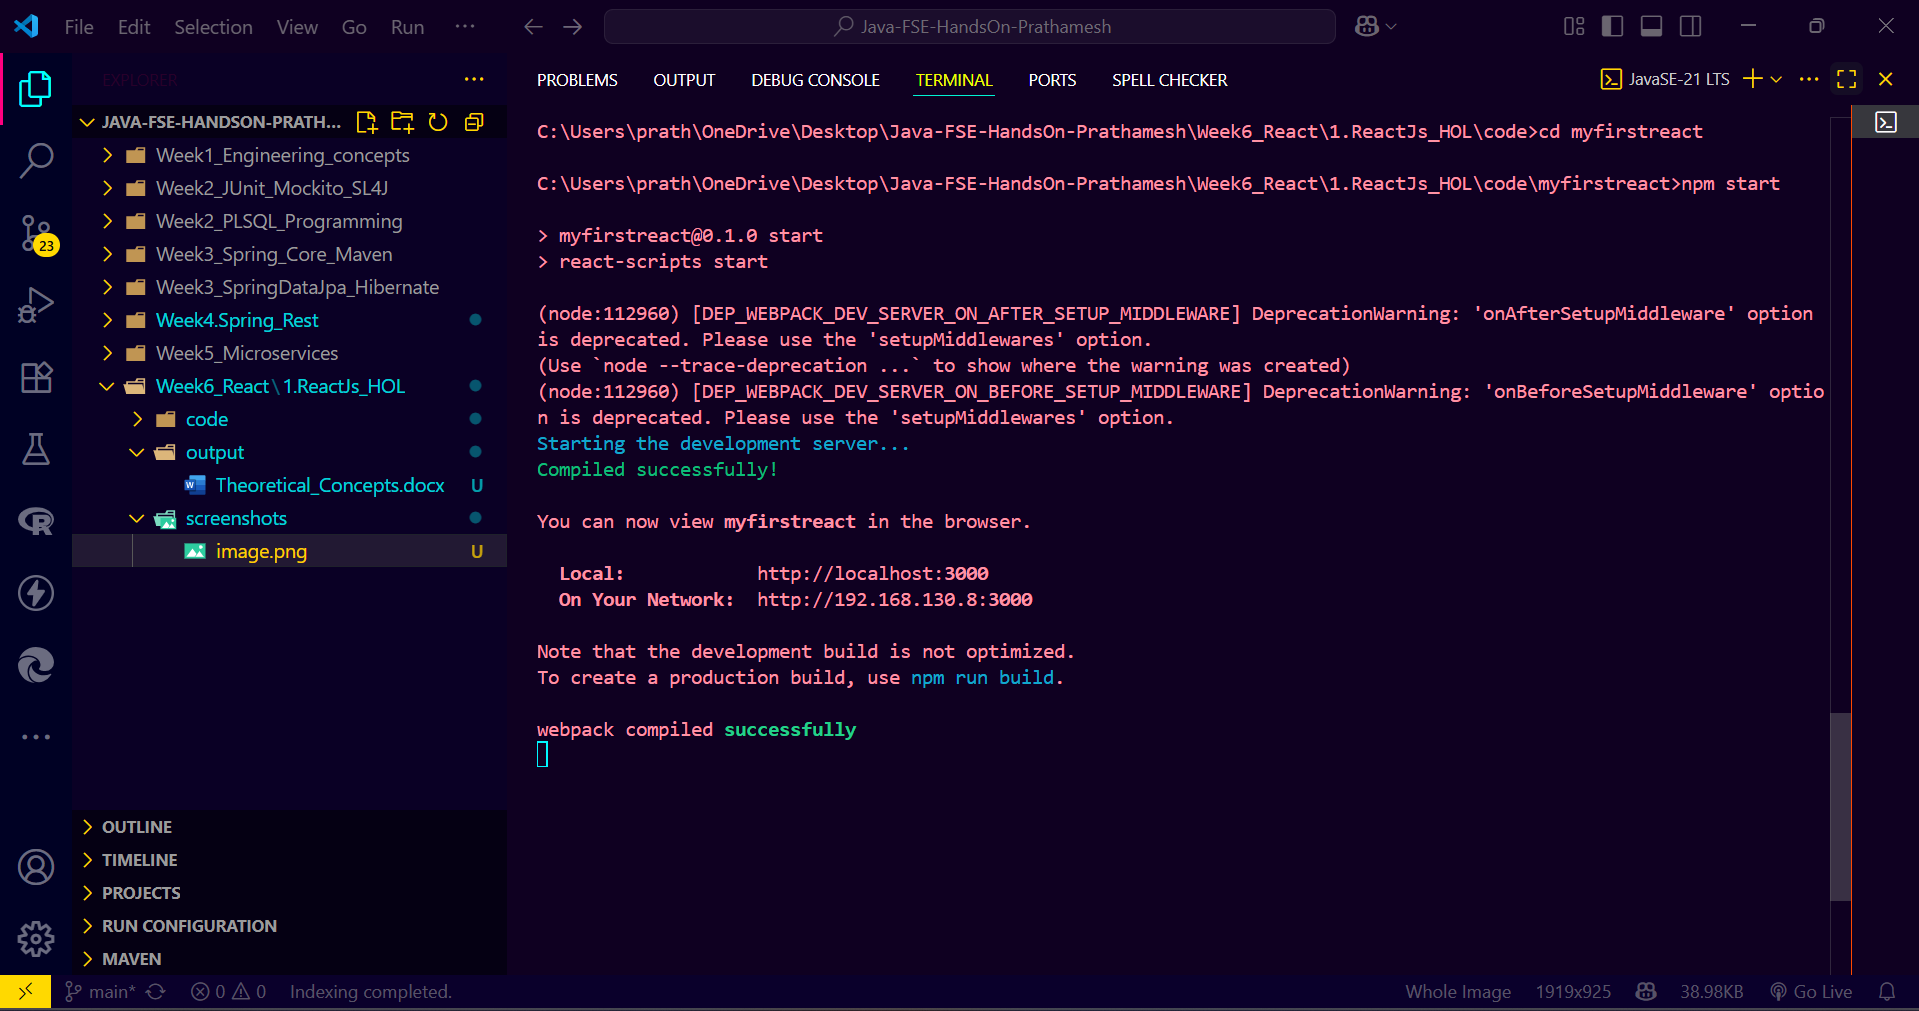 File Edit Selection View Go Run ...
Java-FSE-HandsOn-Prathamesh
EXPLORER
JAVA-FSE-HANDSON-PRATH...
Week1_Engineering_concepts
Week2_JUnit_Mockito_SL4J
Week2_PLSQL_Programming
Week3_Spring_Core_Maven
Week3_SpringDataJpa_Hibernate
Week4.Spring_Rest
Week5_Microservices
Week6_React\1.ReactJs_HOL
code
output
Theoretical_Concepts.docx U
screenshots
image.png U
23
OUTLINE
TIMELINE
PROJECTS
RUN CONFIGURATION
MAVEN
PROBLEMS OUTPUT DEBUG CONSOLE TERMINAL PORTS SPELL CHECKER
JavaSE-21 LTS
C:\Users\prath\OneDrive\Desktop\Java-FSE-HandsOn-Prathamesh\Week6_React\1.ReactJs_HOL\code>cd myfirstreact
C:\Users\prath\OneDrive\Desktop\Java-FSE-HandsOn-Prathamesh\Week6_React\1.ReactJs_HOL\code\myfirstreact>npm start
> myfirstreact@0.1.0 start
> react-scripts start
(node:112960) [DEP_WEBPACK_DEV_SERVER_ON_AFTER_SETUP_MIDDLEWARE] DeprecationWarning: 'onAfterSetupMiddleware' option
is deprecated. Please use the 'setupMiddlewares' option.
(Use `node --trace-deprecation ...` to show where the warning was created)
(node:112960) [DEP_WEBPACK_DEV_SERVER_ON_BEFORE_SETUP_MIDDLEWARE] DeprecationWarning: 'onBeforeSetupMiddleware' optio
n is deprecated. Please use the 'setupMiddlewares' option.
Starting the development server...
Compiled successfully!
You can now view myfirstreact in the browser.
Local: http://localhost:3000
On Your Network: http://192.168.130.8:3000
Note that the development build is not optimized.
To create a production build, use npm run build.
webpack compiled successfully
main* 0 0 Indexing completed.
Whole Image 1919x925 38.98KB Go Live